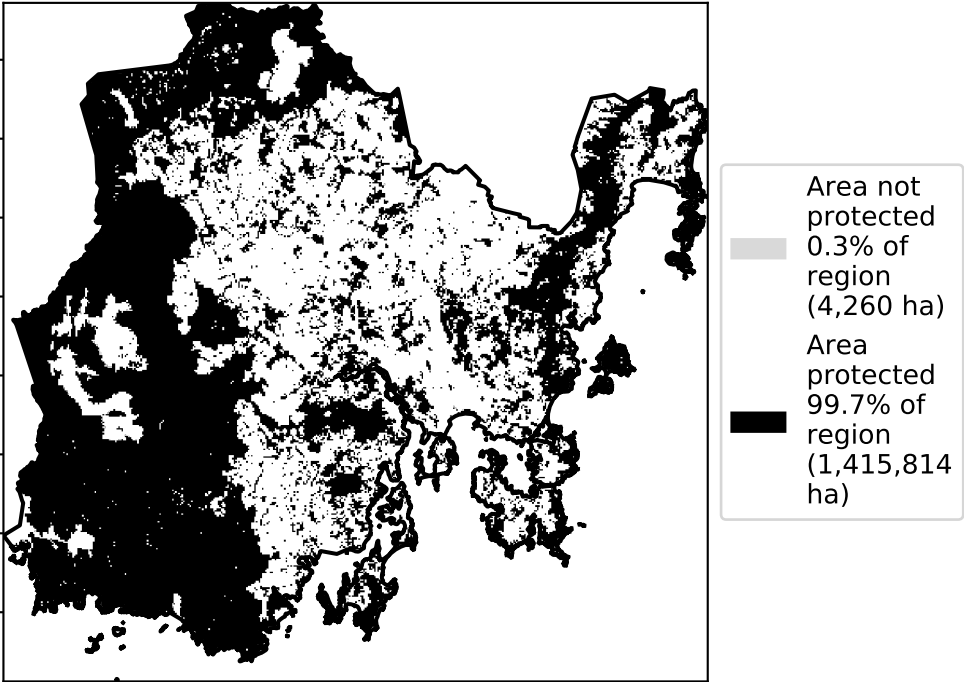 Area not
protected
0.3% of
region
(4,260 ha)
Area
protected
99.7% of
region
(1,415,814
ha)